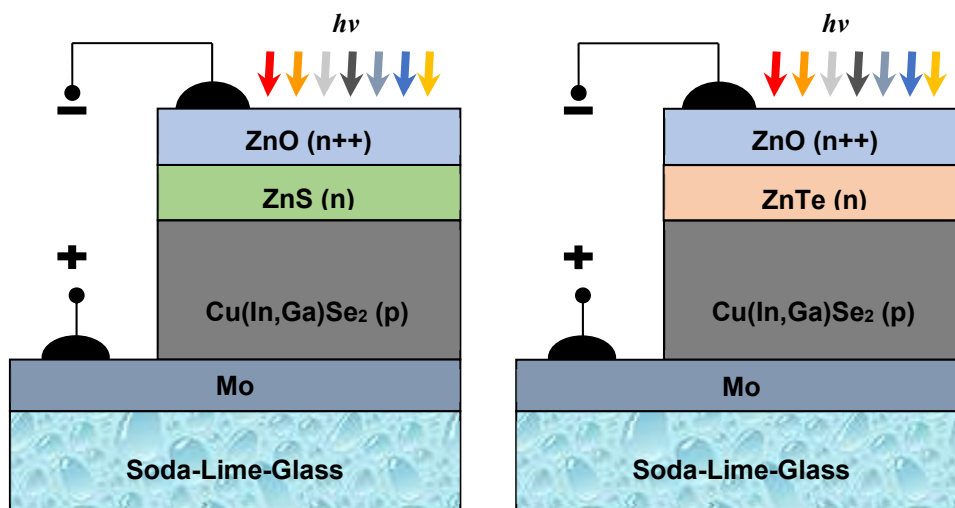 hv
ZnO (n++)
ZnS (n)
Cu(In,Ga)Se₂ (p)
Mo
Soda-Lime-Glass
−
+
hv
ZnO (n++)
ZnTe (n)
Cu(In,Ga)Se₂ (p)
Mo
Soda-Lime-Glass
−
+